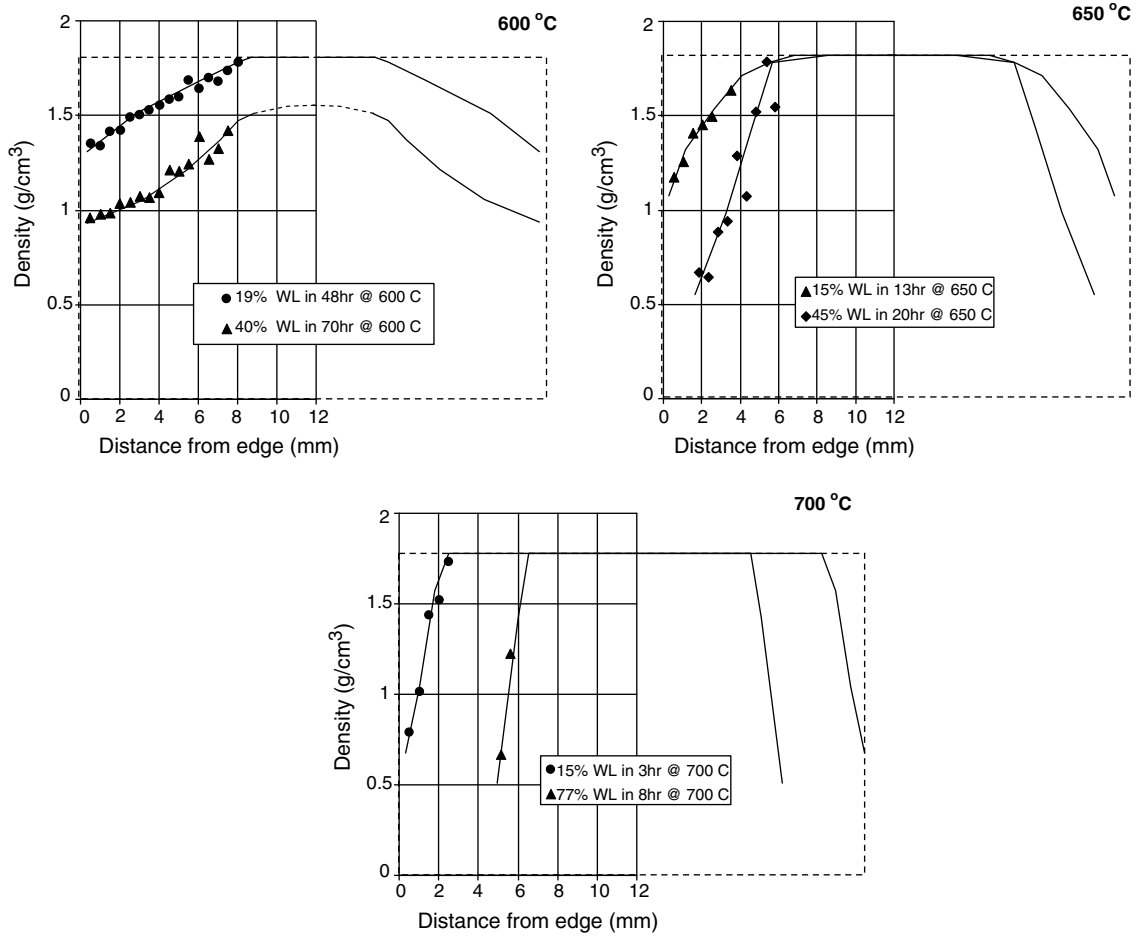 600 °C
2
1.5
1
0.5
0
Density (g/cm³)
19% WL in 48hr @ 600 C
40% WL in 70hr @ 600 C
0 2 4 6 8 10 12
Distance from edge (mm)
650 °C
2
1.5
1
0.5
0
Density (g/cm³)
15% WL in 13hr @ 650 C
45% WL in 20hr @ 650 C
0 2 4 6 8 10 12
Distance from edge (mm)
700 °C
2
1.5
1
0.5
0
Density (g/cm³)
15% WL in 3hr @ 700 C
77% WL in 8hr @ 700 C
0 2 4 6 8 10 12
Distance from edge (mm)